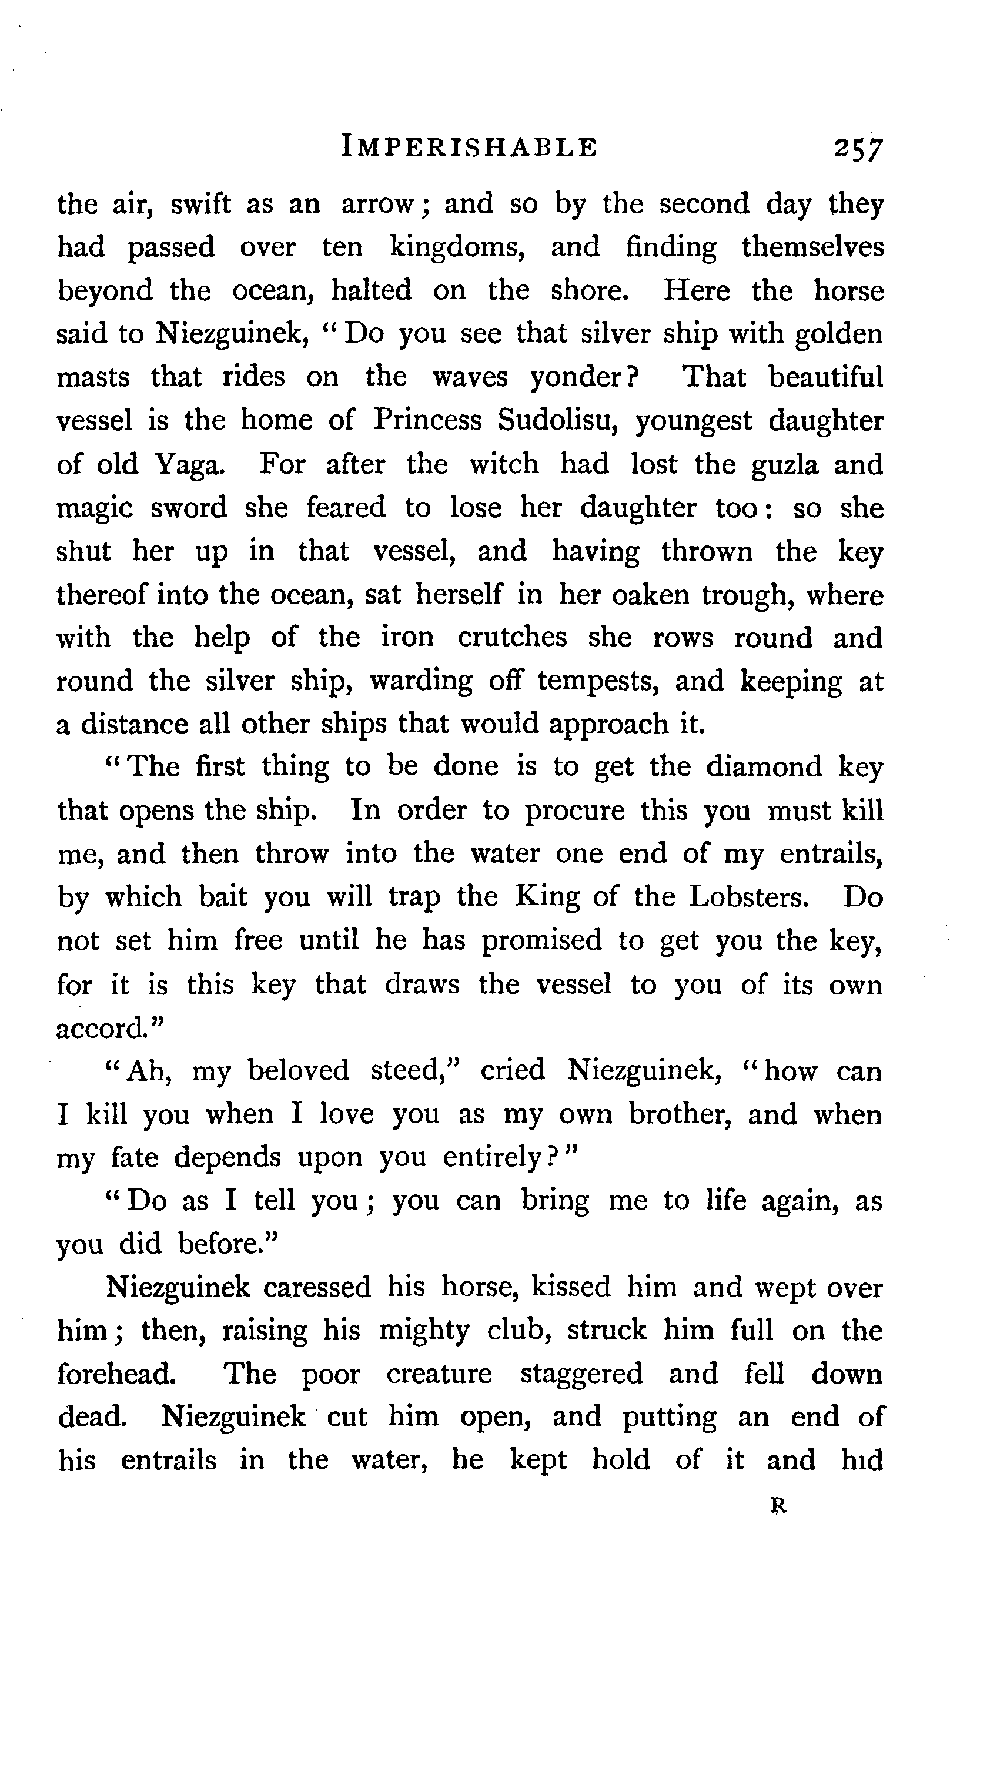 IMPERISHABLE 257
the air, swift as an arrow; and so by the second day they
had passed over ten kingdoms, and finding themselves
beyond the ocean, halted on the shore. Here the horse
said to Niezguinek, "Do you see that silver ship with golden
masts that rides on the waves yonder? That beautiful
vessel is the home of Princess Sudolisu, youngest daughter
of old Yaga. For after the witch had lost the guzla and
magic sword she feared to lose her daughter too: so she
shut her up in that vessel, and having thrown the key
thereof into the ocean, sat herself in her oaken trough, where
with the help of the iron crutches she rows round and
round the silver ship, warding off tempests, and keeping at
a distance all other ships that would approach it.
"The first thing to be done is to get the diamond key
that opens the ship. In order to procure this you must kill
me, and then throw into the water one end of my entrails,
by which bait you will trap the King of the Lobsters. Do
not set him free until he has promised to get you the key,
for it is this key that draws the vessel to you of its own
accord."
"Ah, my beloved steed," cried Niezguinek, "how can
I kill you when I love you as my own brother, and when
my fate depends upon you entirely?"
"Do as I tell you; you can bring me to life again, as
you did before."
Niezguinek caressed his horse, kissed him and wept over
him; then, raising his mighty club, struck him full on the
forehead. The poor creature staggered and fell down
dead. Niezguinek cut him open, and putting an end of
his entrails in the water, he kept hold of it and hid
R